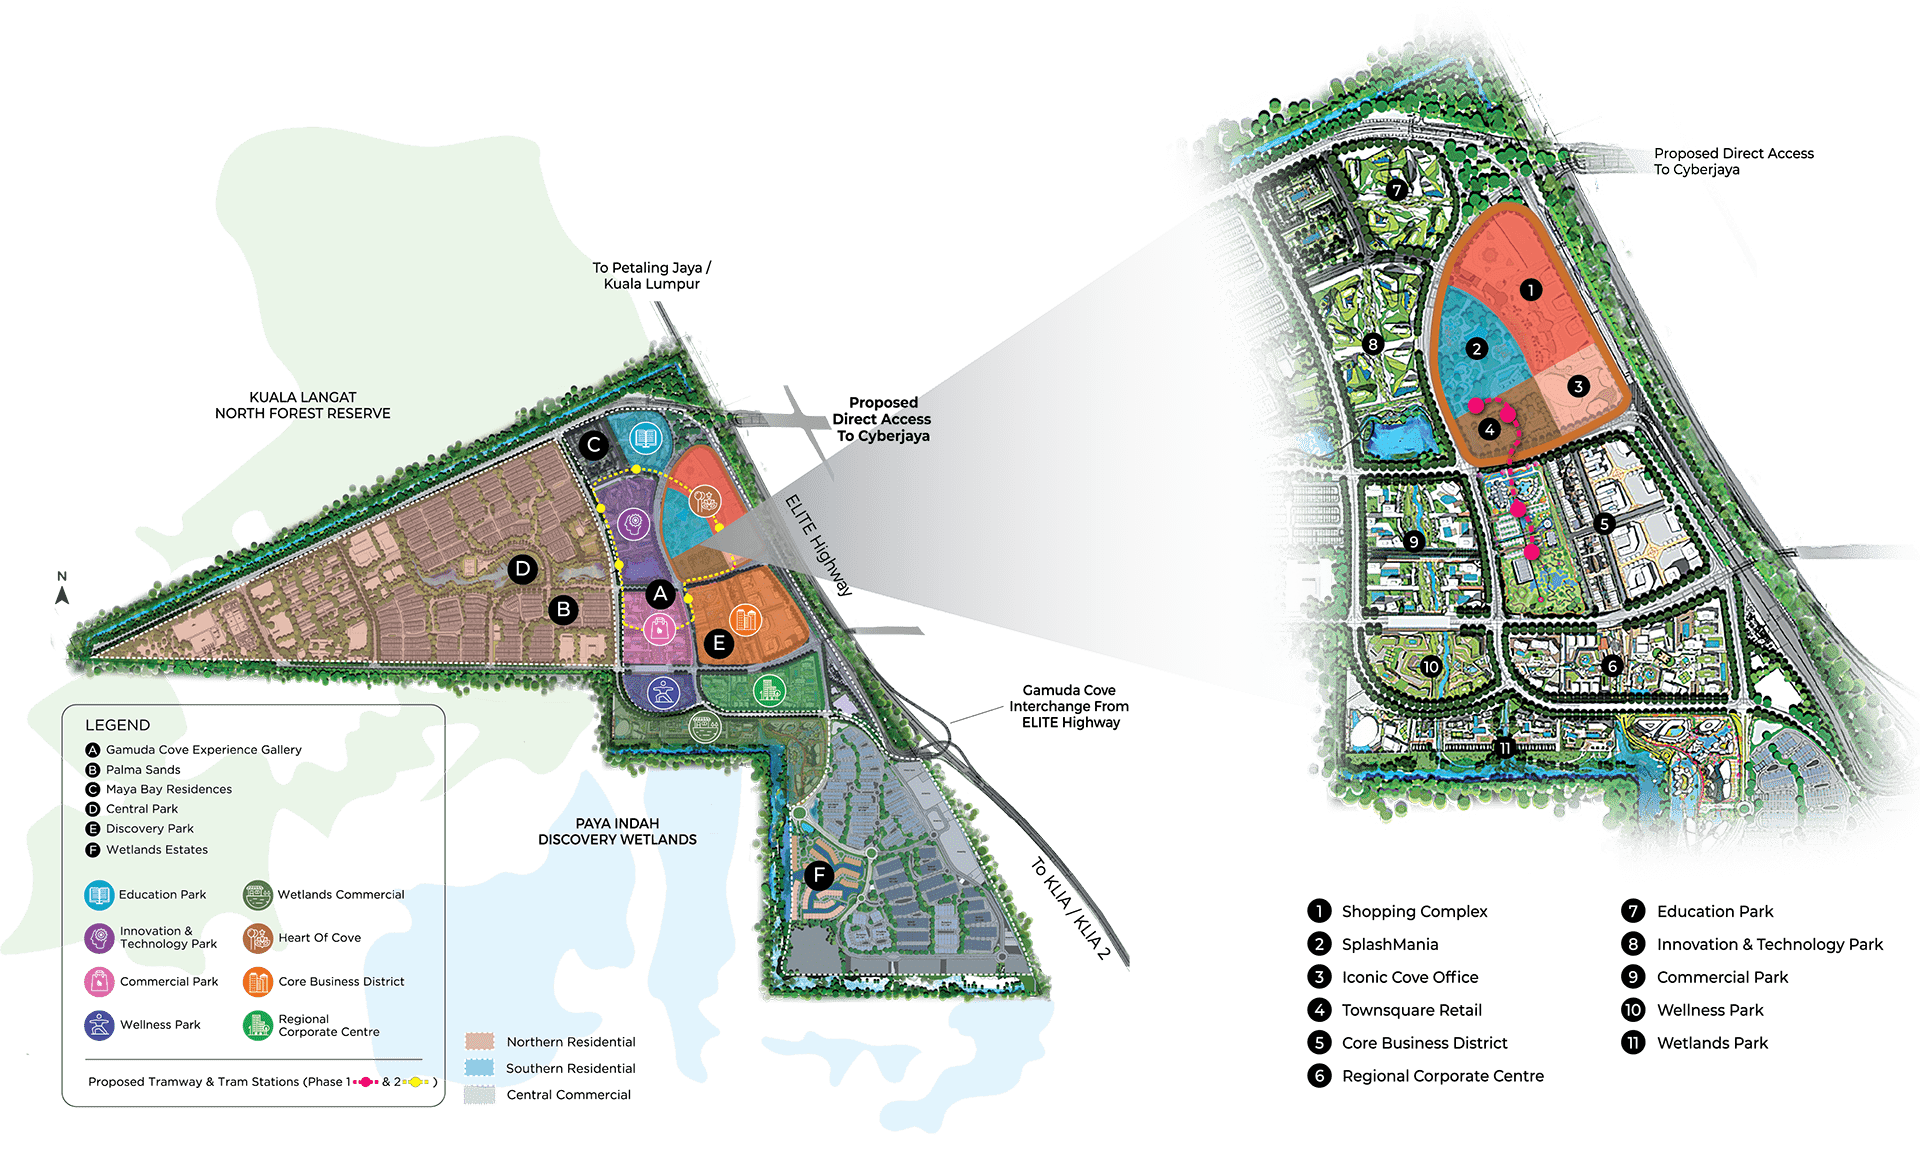 To Petaling Jaya /
Kuala Lumpur
KUALA LANGAT
NORTH FOREST RESERVE
Proposed
Direct Access
To Cyberjaya
ELITE Highway
C
D
B
A
E
F
N
Gamuda Cove
Interchange From
ELITE Highway
PAYA INDAH
DISCOVERY WETLANDS
To KLIA / KLIA 2
LEGEND
A Gamuda Cove Experience Gallery
B Palma Sands
C Maya Bay Residences
D Central Park
E Discovery Park
F Wetlands Estates
Education Park
Innovation &
Technology Park
Commercial Park
Wellness Park
Wetlands Commercial
Heart Of Cove
Core Business District
Regional
Corporate Centre
Proposed Tramway & Tram Stations (Phase 1 & 2 )
Northern Residential
Southern Residential
Central Commercial
Proposed Direct Access
To Cyberjaya
7
1
8
2
3
4
5
9
10
6
11
1 Shopping Complex
2 SplashMania
3 Iconic Cove Office
4 Townsquare Retail
5 Core Business District
6 Regional Corporate Centre
7 Education Park
8 Innovation & Technology Park
9 Commercial Park
10 Wellness Park
11 Wetlands Park